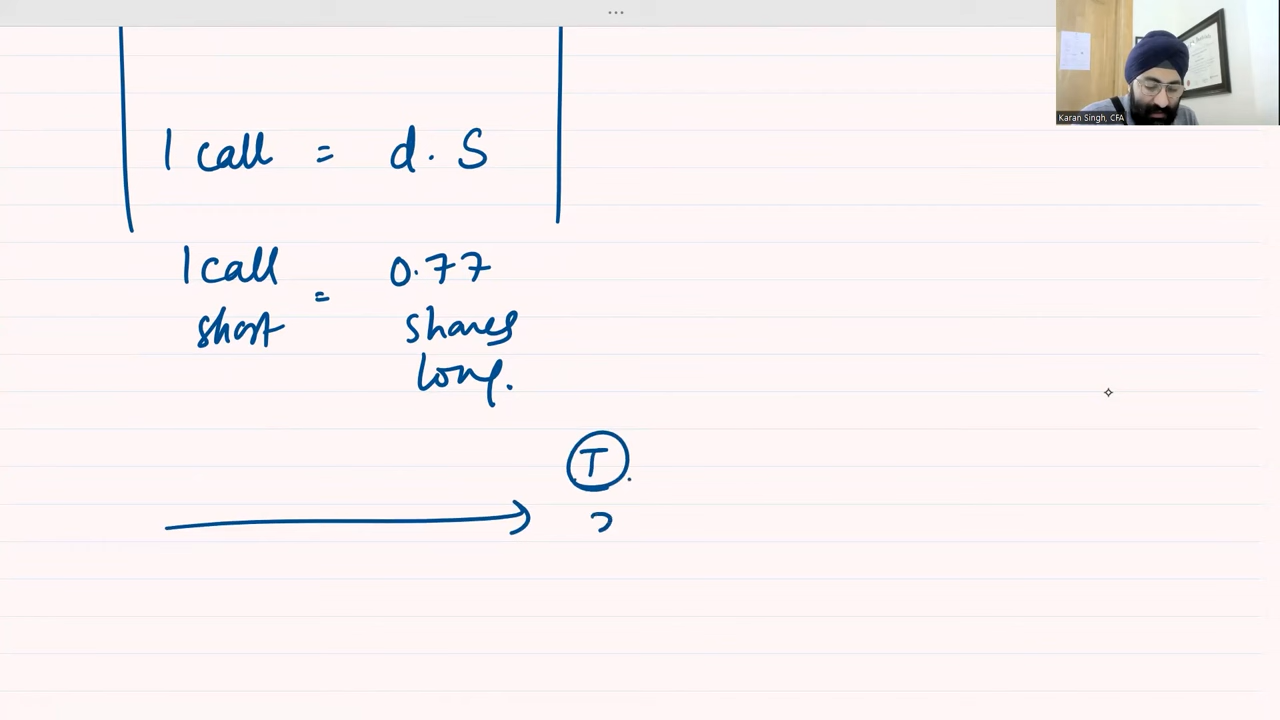 ...
Karan Singh, CFA
1 call = d. S
1 call = 0.77
short shares
long.
T